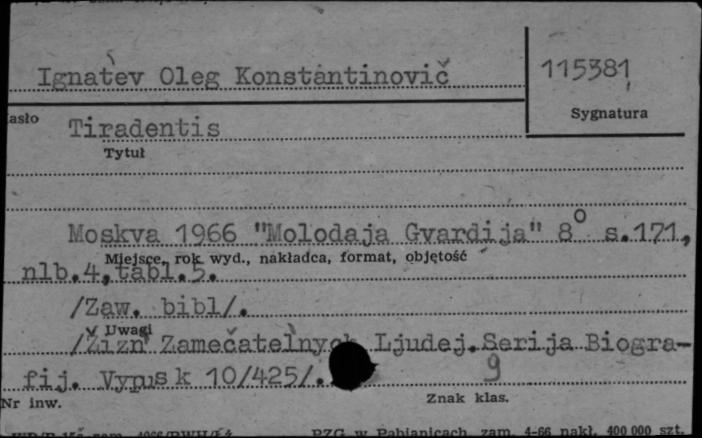 Ignatev Oleg Konstantinovič
115381
asło
Sygnatura
Tiradentis
Tytuł
Moskva 1966 "Molodaja Gvardija" 8° s.171,
Miejsce, rok wyd., nakładca, format, objętość
nlb.4,tabl.5.
/Zaw. bibl/.
Uwagi
/Žizn' Zamečatelnych Ljudej.Serija Biogra-
fij. Vypusk 10/425/. 9
Nr inw.
Znak klas.
PZG w Pabianicach, zam. 4-66 nakł. 400 000 szt.